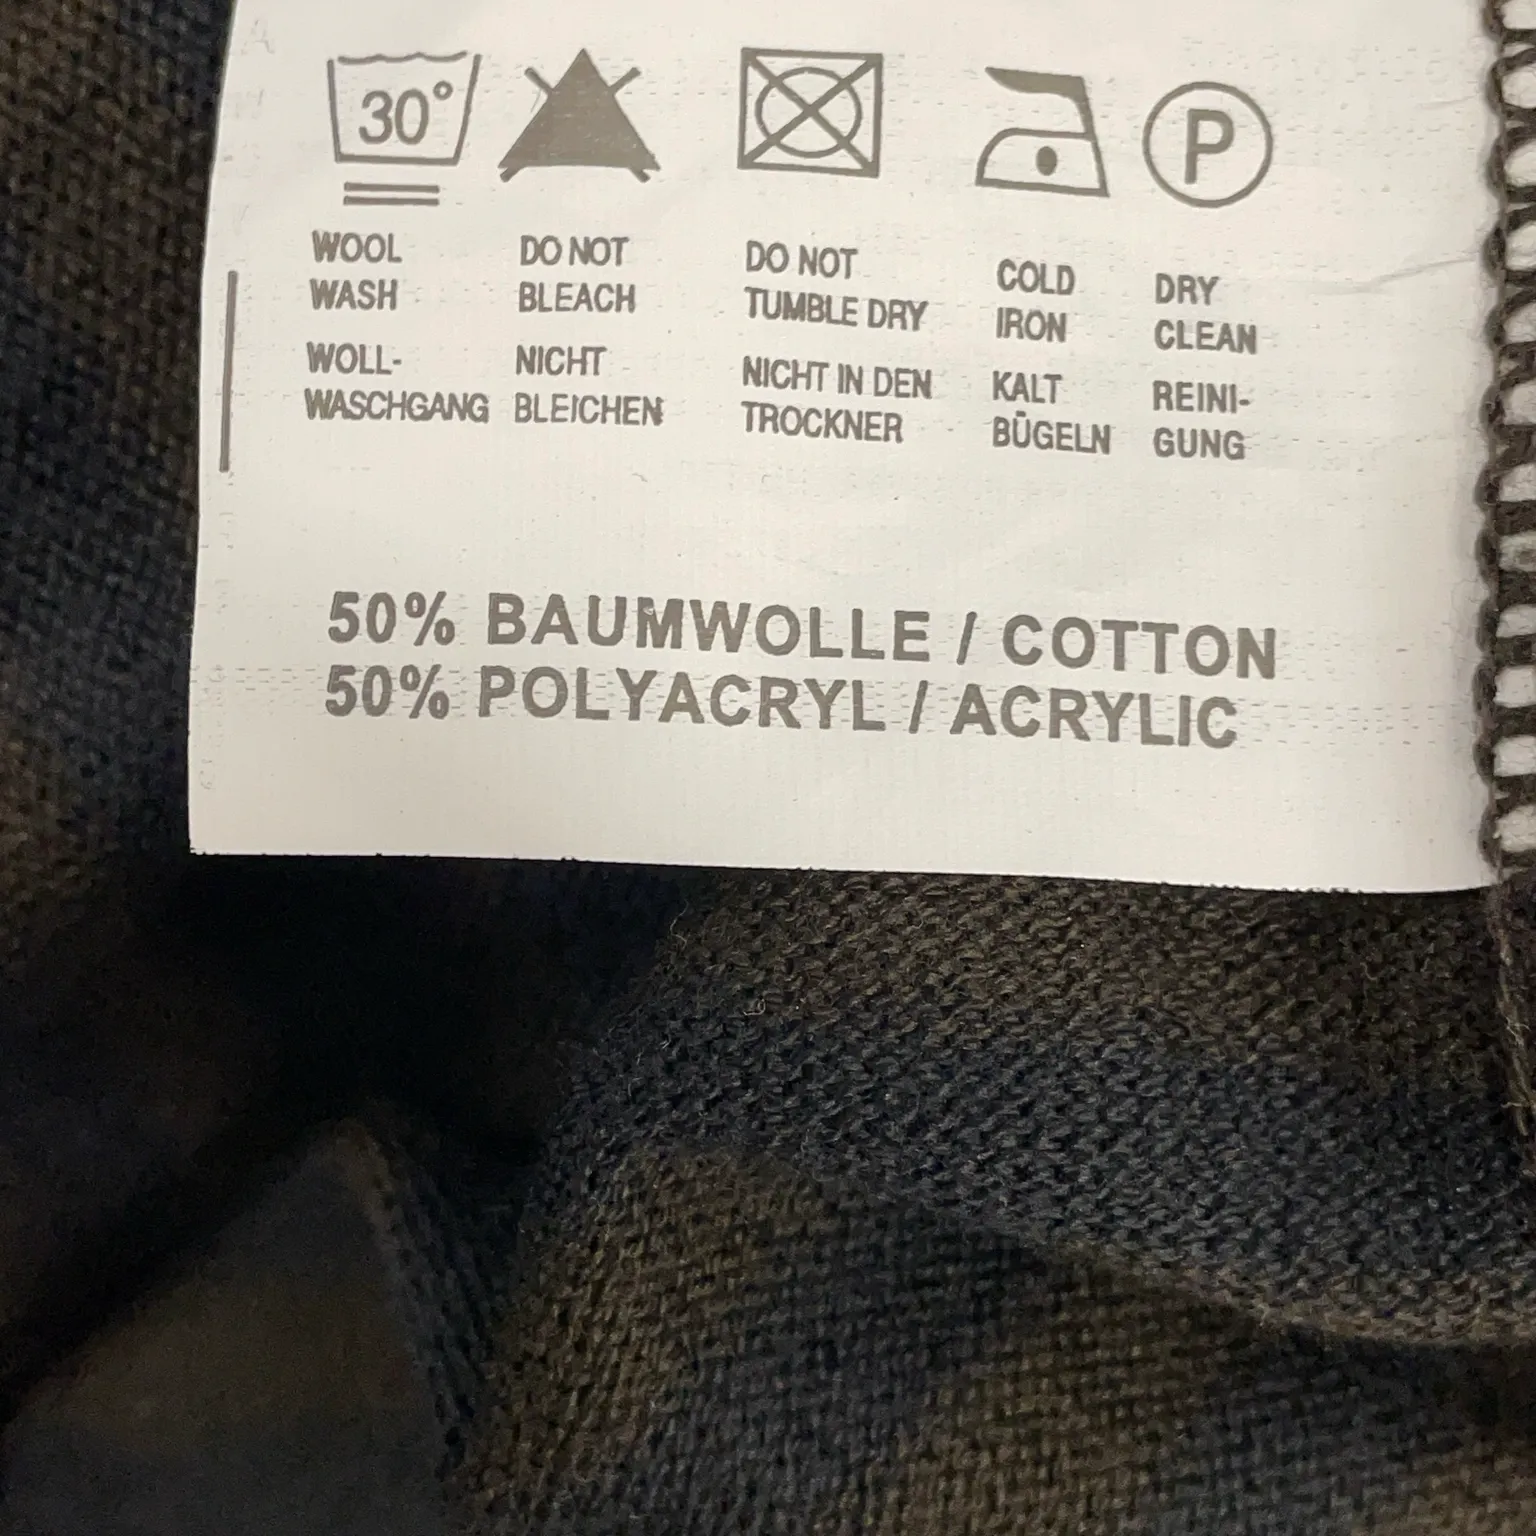 30°
P
WOOL WASH
DO NOT BLEACH
DO NOT TUMBLE DRY
COLD IRON
DRY CLEAN
WOLL-
WASCHGANG
NICHT BLEICHEN
NICHT IN DEN TROCKNER
KALT BÜGELN
REINI-
GUNG
50% BAUMWOLLE / COTTON
50% POLYACRYL / ACRYLIC